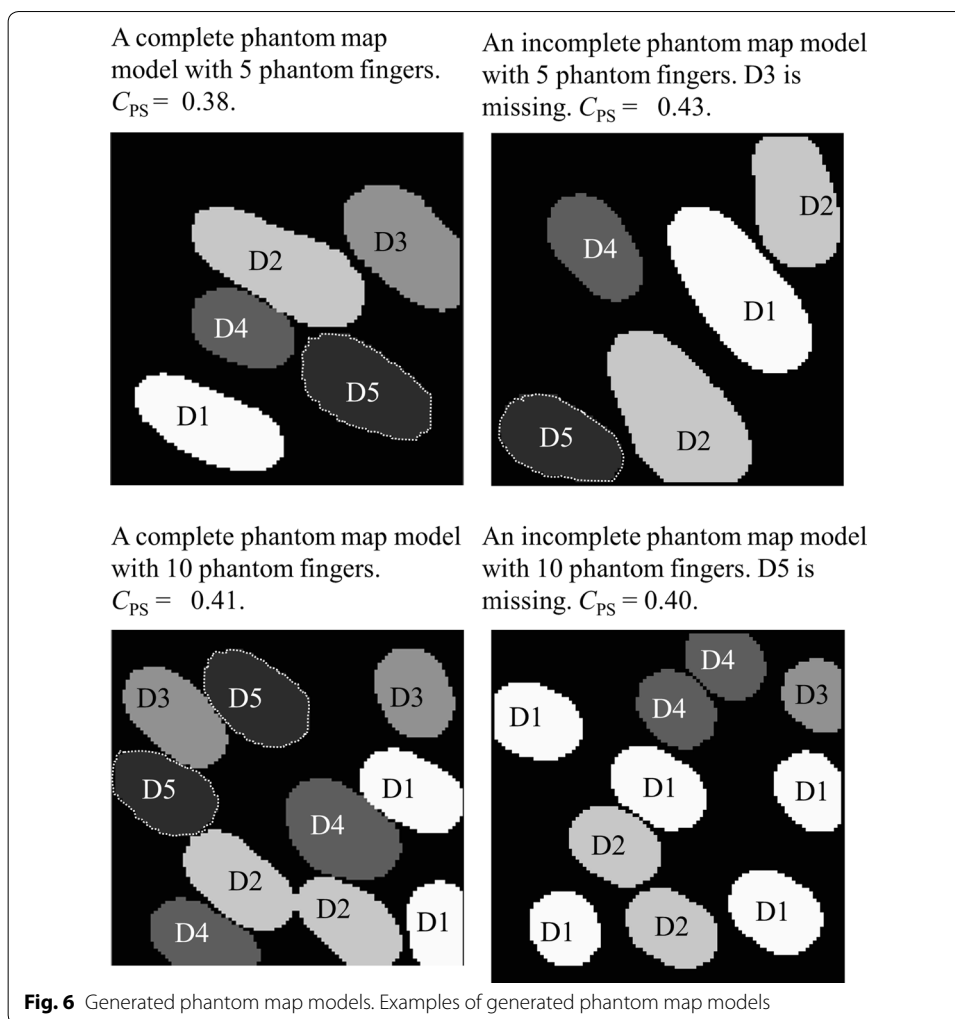 A complete phantom map
model with 5 phantom fingers.
C_PS = 0.38.
An incomplete phantom map model
with 5 phantom fingers. D3 is
missing. C_PS = 0.43.
D3
D2
D4
D5
D1
D2
D4
D1
D5
D2
A complete phantom map model
with 10 phantom fingers.
C_PS = 0.41.
An incomplete phantom map model
with 10 phantom fingers. D5 is
missing. C_PS = 0.40.
D3
D5
D3
D5
D1
D4
D2
D2
D4
D1
D4
D4
D3
D1
D1
D1
D2
D1
D2
D1
Fig. 6 Generated phantom map models. Examples of generated phantom map models